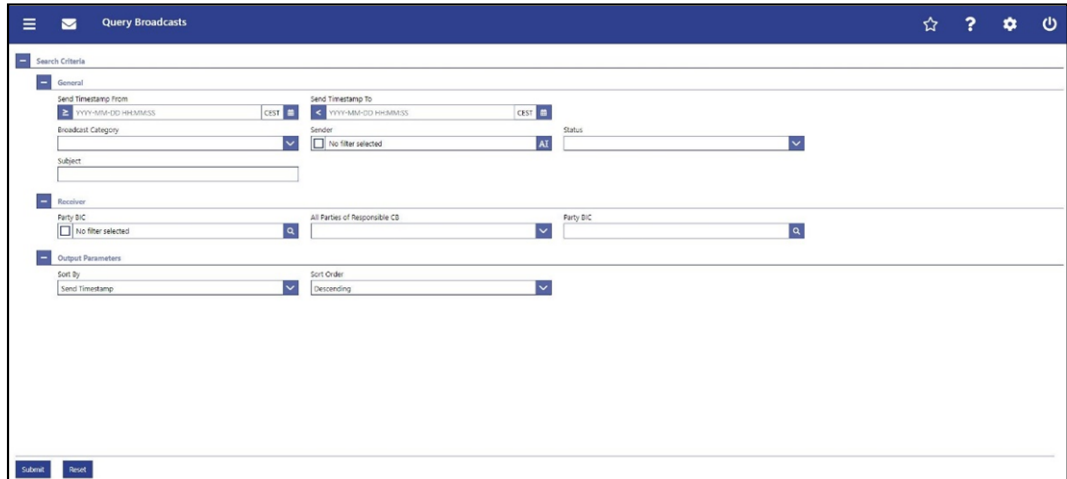 Query Broadcasts
?
Search Criteria
General
Send Timestamp From Send Timestamp To
≥ YYYY-MM-DD HH:MM:SS CEST < YYYY-MM-DD HH:MM:SS CEST
Broadcast Category Sender Status
No filter selected AI
Subject
Receiver
Party BIC All Parties of Responsible CB Party BIC
No filter selected
Output Parameters
Sort By Sort Order
Send Timestamp Descending
Submit Reset